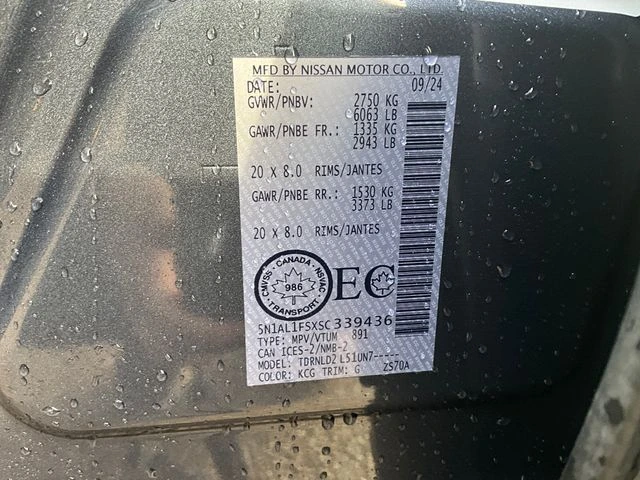 MFD BY NISSAN MOTOR CO., LTD.
DATE: 09/24
GVWR/PNBV: 2750 KG
6063 LB
GAWR/PNBE FR.: 1335 KG
2943 LB
20 X 8.0 RIMS/JANTES
GAWR/PNBE RR.: 1530 KG
3373 LB
20 X 8.0 RIMS/JANTES
CMVSS - CANADA - NSVAC
986
TRANSPORT
EC
5N1AL1FSXSC339436
TYPE: MPV/VTUM 891
CAN ICES-2/NMB-2
MODEL: TDRNLD2 L51UN7-----
COLOR: KCG TRIM: G ZS70A